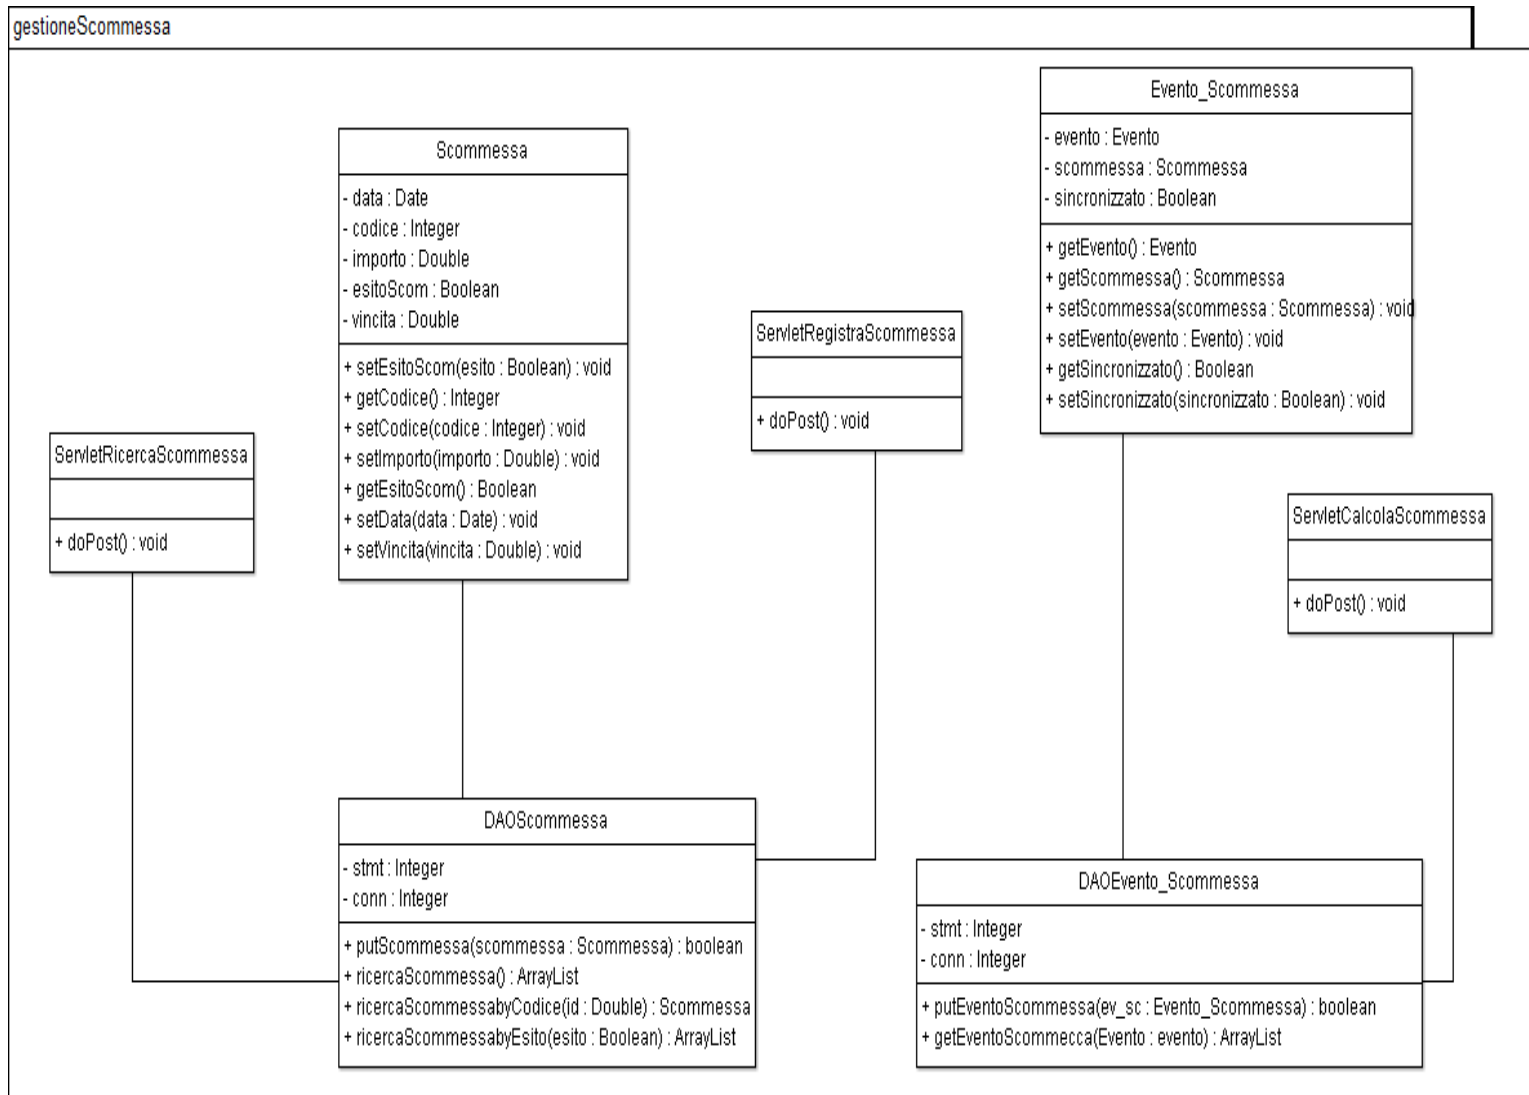 gestioneScommessa
Evento_Scommessa
- evento : Evento
- scommessa : Scommessa
- sincronizzato : Boolean
+ getEvento() : Evento
+ getScommessa() : Scommessa
+ setScommessa(scommessa : Scommessa) : void
+ setEvento(evento : Evento) : void
+ getSincronizzato() : Boolean
+ setSincronizzato(sincronizzato : Boolean) : void
Scommessa
- data : Date
- codice : Integer
- importo : Double
- esitoScom : Boolean
- vincita : Double
+ setEsitoScom(esito : Boolean) : void
+ getCodice() : Integer
+ setCodice(codice : Integer) : void
+ setImporto(importo : Double) : void
+ getEsitoScom() : Boolean
+ setData(data : Date) : void
+ setVincita(vincita : Double) : void
ServletRegistraScommessa
+ doPost() : void
ServletRicercaScommessa
+ doPost() : void
ServletCalcolaScommessa
+ doPost() : void
DAOScommessa
- stmt : Integer
- conn : Integer
+ putScommessa(scommessa : Scommessa) : boolean
+ ricercaScommessa() : ArrayList
+ ricercaScommessabyCodice(id : Double) : Scommessa
+ ricercaScommessabyEsito(esito : Boolean) : ArrayList
DAOEvento_Scommessa
- stmt : Integer
- conn : Integer
+ putEventoScommessa(ev_sc : Evento_Scommessa) : boolean
+ getEventoScommecca(Evento : evento) : ArrayList